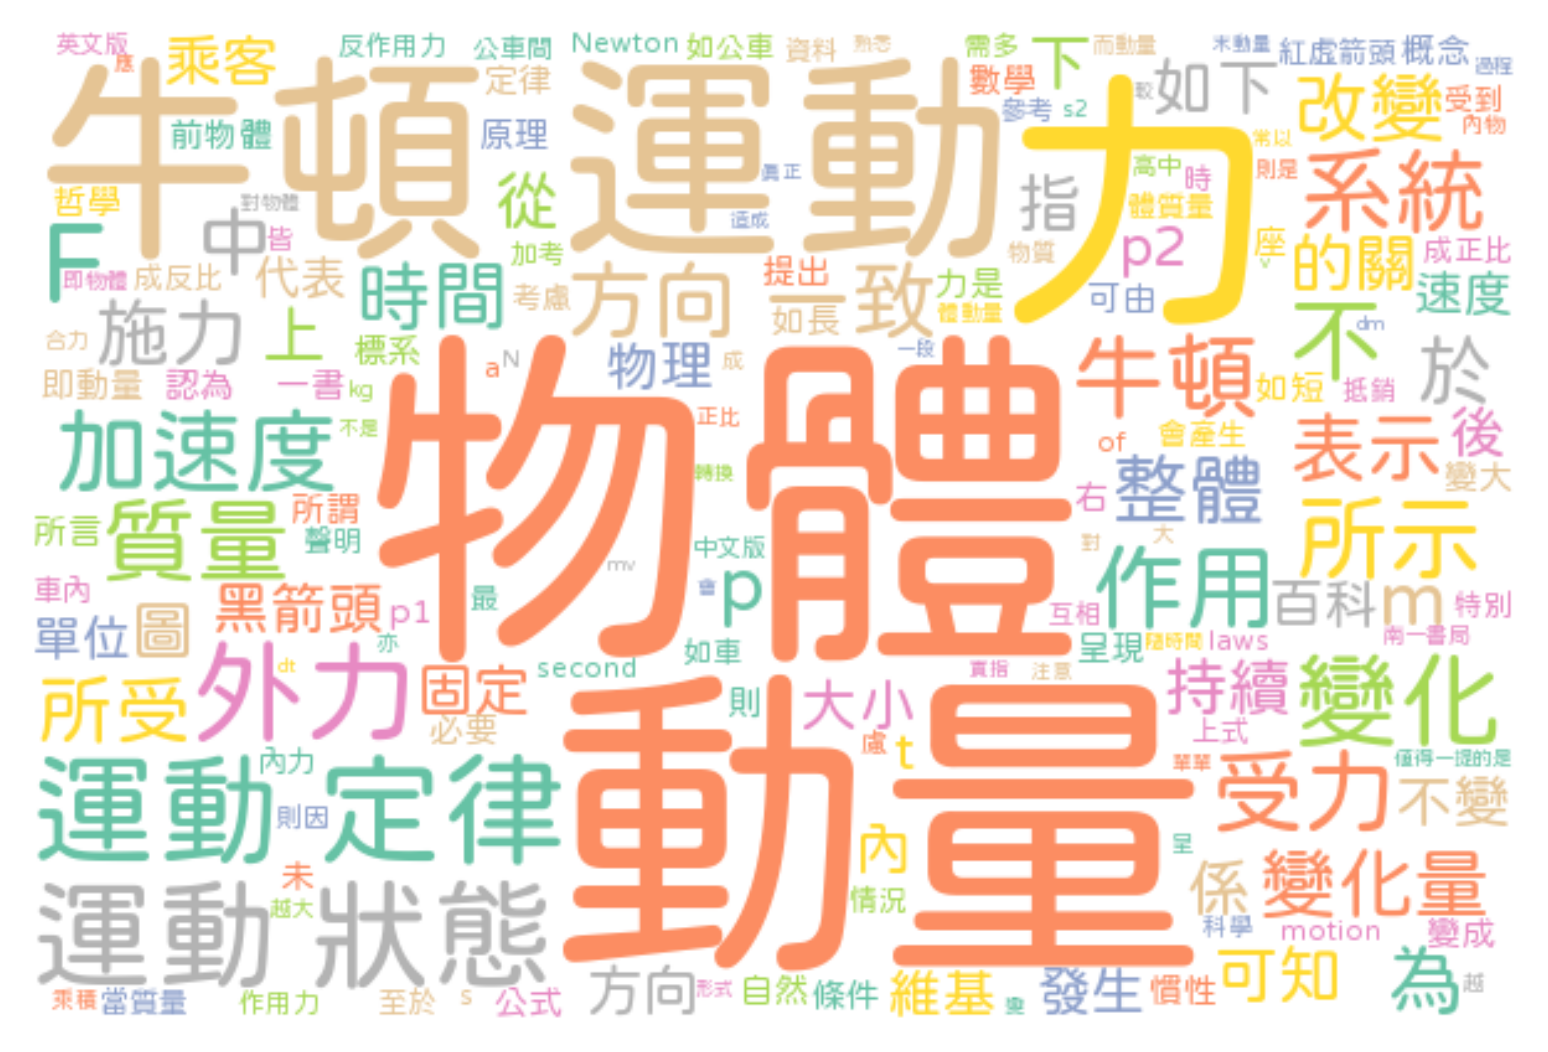 英文版
應
乘客
反作用力
公車間
Newton
如公車
資料
熟悉
需多
下
而動量
末動量
紅虛箭頭
概念
過程
牛頓運動
定律
力
數學
參考
s2
較
如下
改變
受到
內物
前物體
原理
真正
高中
時
常以
則是
系統
哲學
對物體
從
造成
指
體質量
F
中
皆
加考
物質
p2
座
v
的關
成正比
即物體
成反比
代表
時間
考慮
方向
提出
一致
力是
體動量
可由
速度
合力
施力
上
標系
如長
不
dm
於
即動量
認為
一書
kg
a
N
物理
成
一段
牛頓
如短
抵銷
加速度
不是
物體
正比
of
會產生
表示
後
轉換
右
整體
變大
所言
質量
所謂
聲明
中文版
對
大
所示
車內
黑箭頭
p1
最
mv
會
p
互相
作用
百科
m
特別
單位
圖
亦
如車
呈現
隨時間
laws
南一書局
所受
外力
dt
固定
second
實指
注意
持續
變化
必要
則
大小
上式
運動定律
內力
動量
慮
t
單單
受力
值得一提的是
不變
則因
內
呈
未
情況
係
變化量
運動狀態
越大
科學
motion
變成
乘積
當質量
作用力
至於
s
公式
方向
形式
自然
條件
維基
變
發生
慣性
可知
為
越